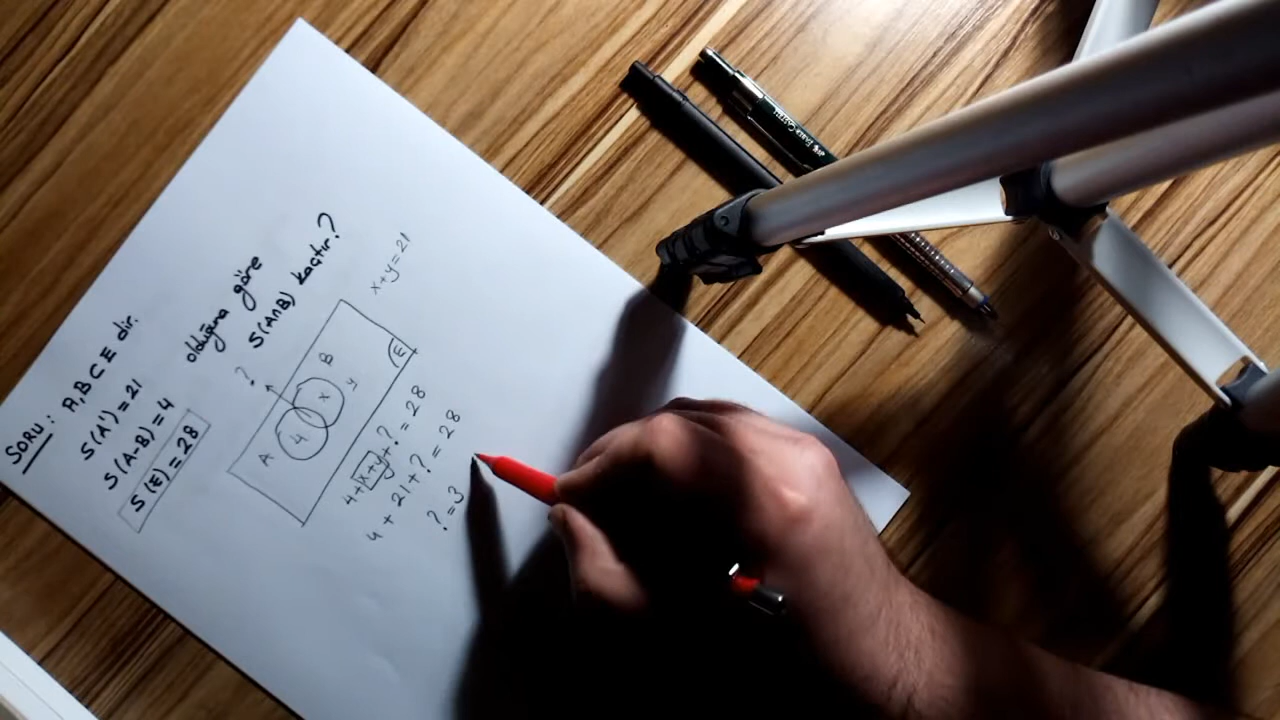 SORU: A,B ⊂ E dir.
S(A') = 21
S(A-B) = 4
S(E) = 28
olduğuna göre
S(A∩B) kaçtır?
?
A
B
4
x
y
E
x+y=21
4+x+y+?=28
4+21+?=28
?=3
FABER-CASTELL